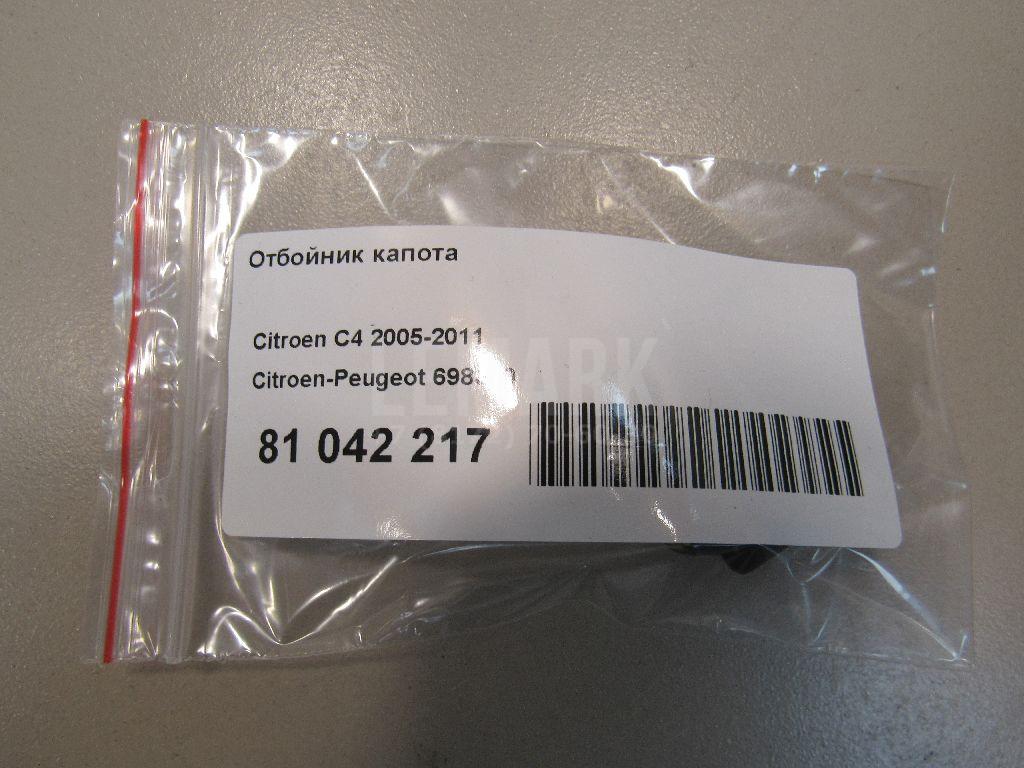 Отбойник капота
Citroen C4 2005-2011
Citroen-Peugeot
81 042 217